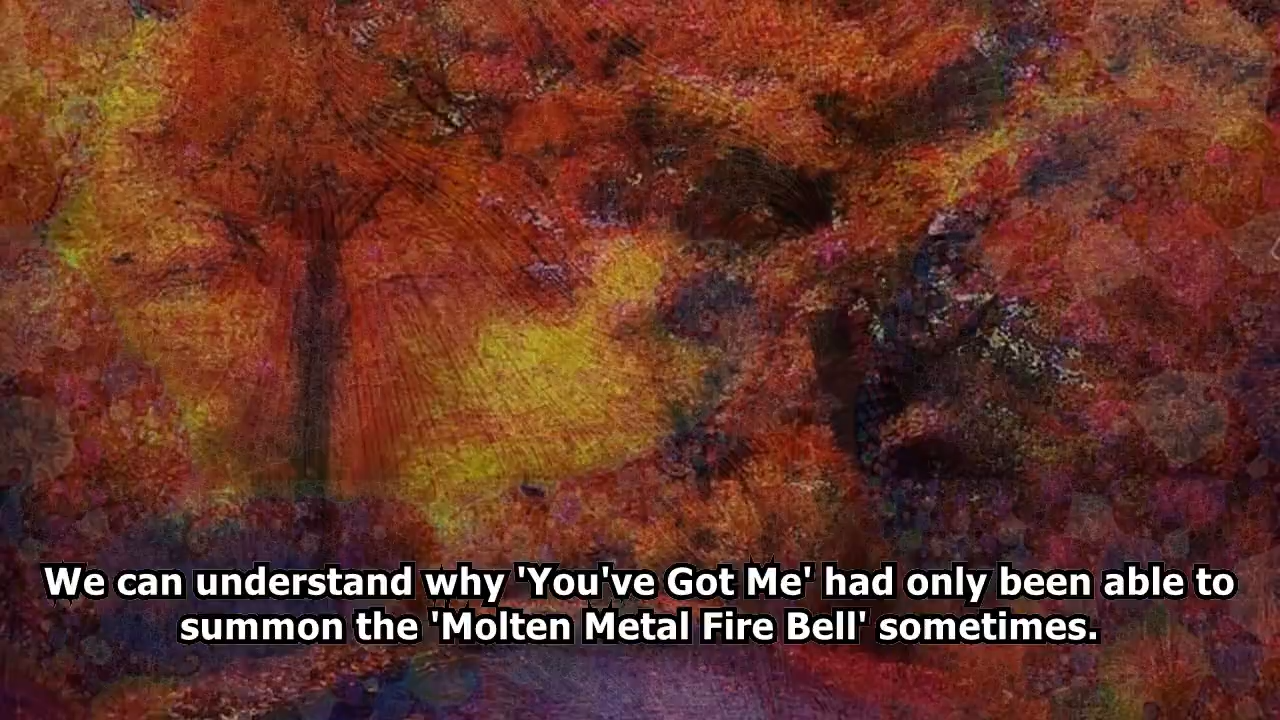 We can understand why 'You've Got Me' had only been able to
summon the 'Molten Metal Fire Bell' sometimes.